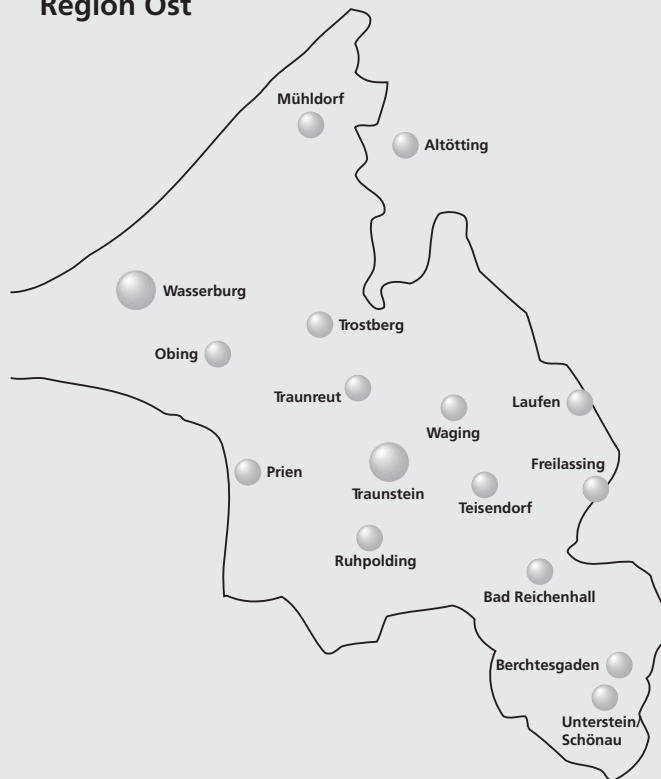 Region Ost
Mühldorf
Altötting
Wasserburg
Trostberg
Obing
Traunreut
Laufen
Waging
Freilassing
Prien
Traunstein
Teisendorf
Ruhpolding
Bad Reichenhall
Berchtesgaden
Unterstein/
Schönau